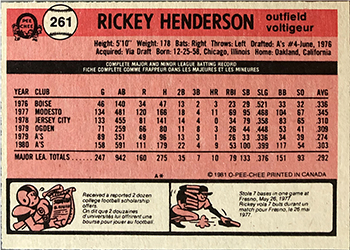 O PEE CHEE
261
RICKEY HENDERSON
outfield
voltigeur
Height: 5'10" Weight: 178 Bats: Right Throws: Left Drafted: A's #4-June, 1976
Acquired: Via Draft Born: 12-25-58, Chicago, Illinois Home: Oakland, California
COMPLETE MAJOR AND MINOR LEAGUE BATTING RECORD
FICHE COMPLETE COMME FRAPPEUR DANS LES MAJEURES ET LES MINEURES
YEAR CLUB G AB R H 2B 3B HR RBI SB SLG. BB SO AVG.
1976 BOISE 46 140 34 47 13 2 3 23 29 .521 33 32 .336
1977 MODESTO 134 481 120 166 18 4 11 69 95 .468 104 67 .345
1978 JERSEY CITY 133 455 81 141 14 4 0 34 81 .358 83 67 .310
1979 OGDEN 71 259 66 80 11 8 3 26 44 .448 53 41 .309
1979 A'S 89 351 49 96 13 3 1 26 33 .336 34 39 .274
1980 A'S 158 591 111 179 22 4 9 53 100 .399 117 54 .303
MAJOR LEA. TOTALS 247 942 160 275 35 7 10 79 133 .375 151 93 .292
© 1981 O-PEE-CHEE PRINTED IN CANADA
Received a reported 2 dozen
college football scholarship
offers.
On dit que 2 douzaines
d'universités lui offrirent une
bourse pour jouer au football.
Stole 7 bases in one game at
Fresno, May 26, 1977.
Vola 7 buts pour un match
contre Fresno, le 26 mai
1977.